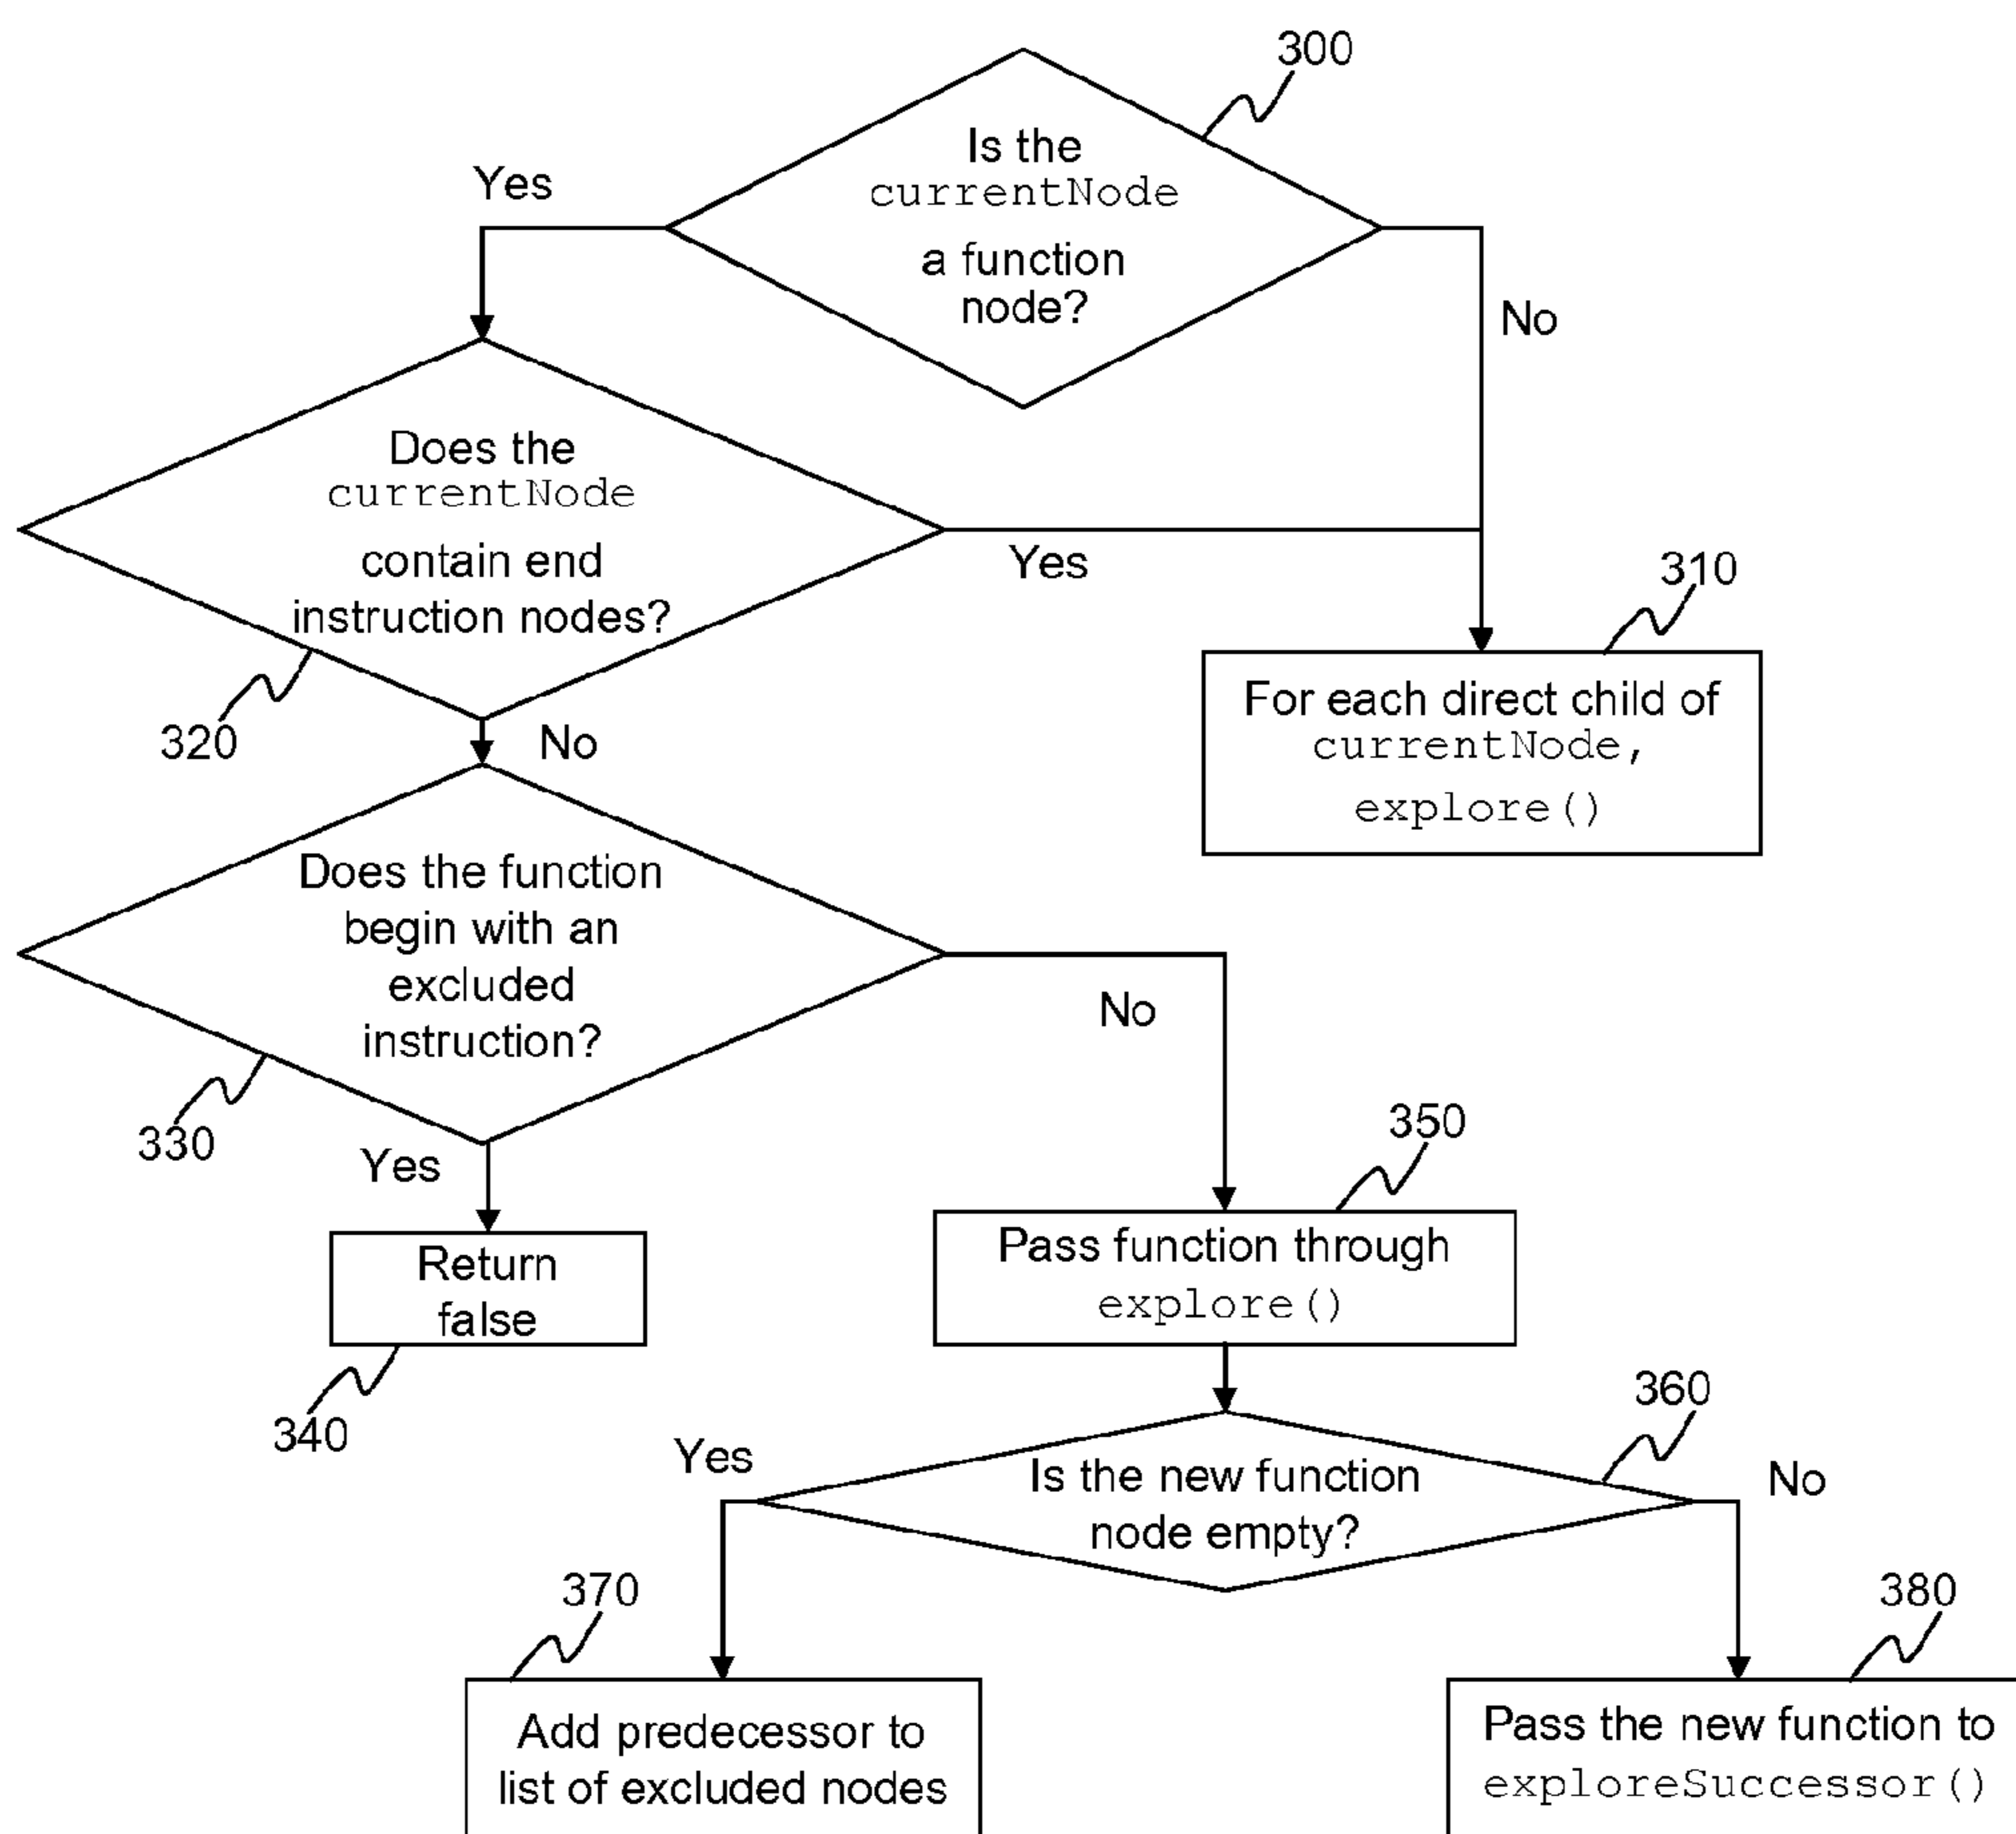 300
Is the
currentNode
a function
node?
Yes
No
Does the
currentNode
contain end
instruction nodes?
Yes
320
No
310
For each direct child of
currentNode,
explore()
Does the function
begin with an
excluded
instruction?
No
330
Yes
Return
false
340
350
Pass function through
explore()
360
Is the new function
node empty?
Yes
No
370
Add predecessor to
list of excluded nodes
380
Pass the new function to
exploreSuccessor()